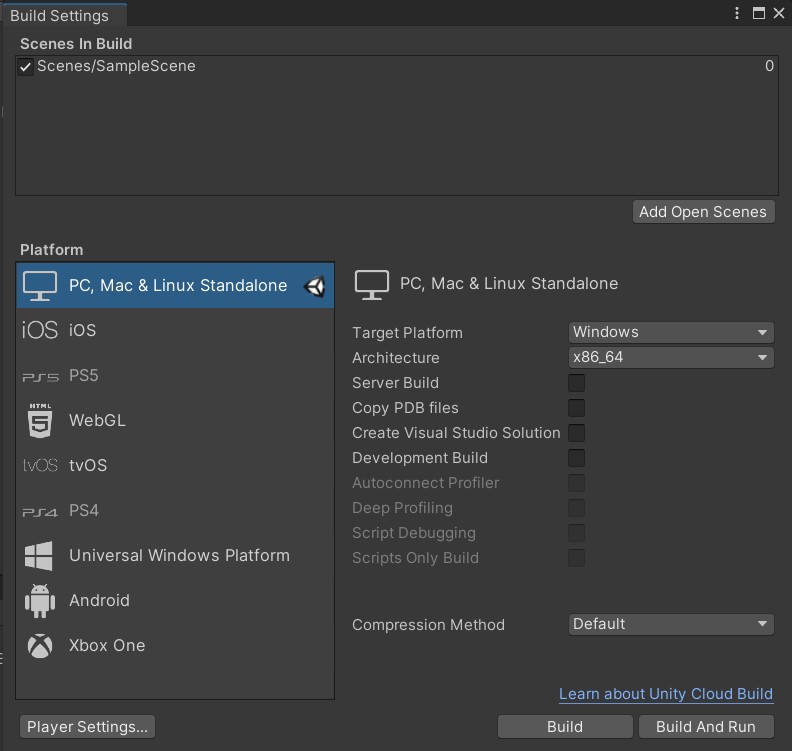 Build Settings
Scenes In Build
Scenes/SampleScene 0
Add Open Scenes
Platform
PC, Mac & Linux Standalone
iOS iOS
PS5 PS5
HTML 5 WebGL
tvOS tvOS
PS4 PS4
Universal Windows Platform
Android
Xbox One
PC, Mac & Linux Standalone
Target Platform Windows
Architecture x86_64
Server Build
Copy PDB files
Create Visual Studio Solution
Development Build
Autoconnect Profiler
Deep Profiling
Script Debugging
Scripts Only Build
Compression Method Default
Learn about Unity Cloud Build
Player Settings... Build Build And Run